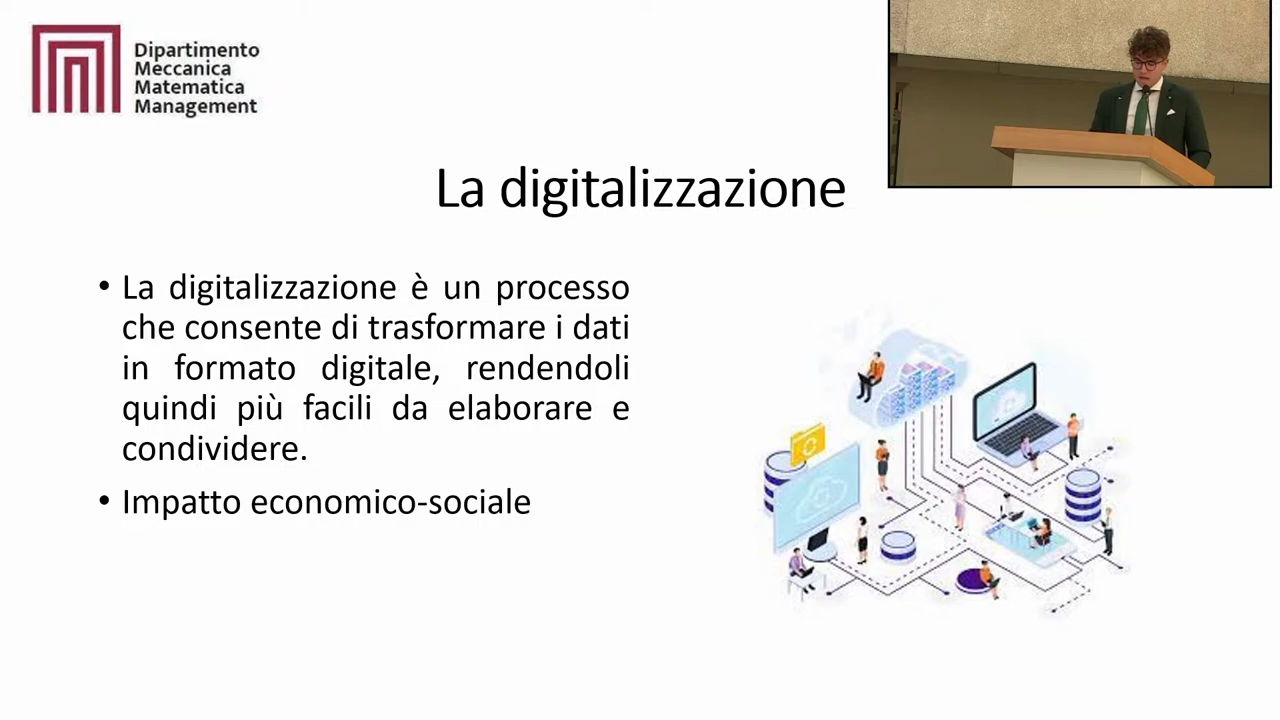 Dipartimento
Meccanica
Matematica
Management
La digitalizzazione
• La digitalizzazione è un processo
che consente di trasformare i dati
in formato digitale, rendendoli
quindi più facili da elaborare e
condividere.
• Impatto economico-sociale